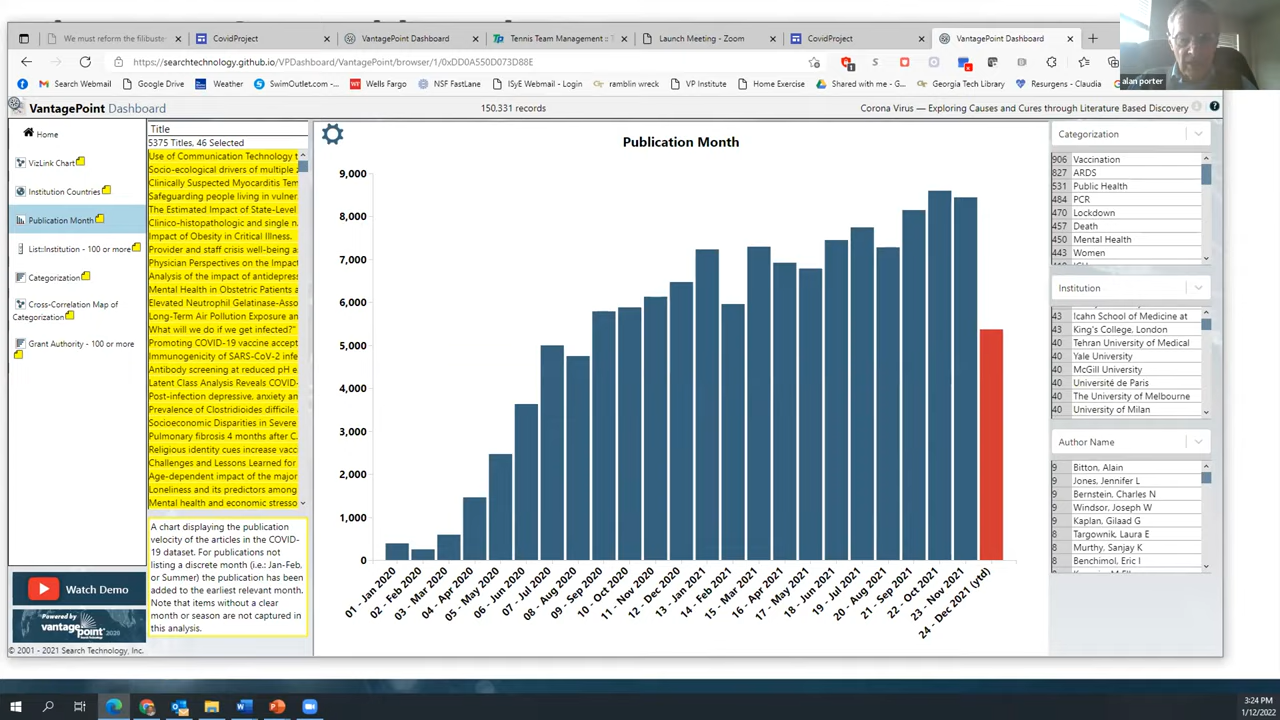 We must reform the filibuster
CovidProject
VantagePoint Dashboard
Tennis Team Management :: T
Launch Meeting - Zoom
CovidProject
VantagePoint Dashboard
https://searchtechnology.github.io/VPDashboard/VantagePoint/browser/1/0xDD0A550D073D88E
alan porter
Search Webmail
Google Drive
Weather
SwimOutlet.com -...
Wells Fargo
NSF FastLane
ISyE Webmail - Login
ramblin wreck
VP Institute
Home Exercise
Shared with me - G...
Georgia Tech Library
Resurgens - Claudia
VantagePoint Dashboard
150.331 records
Corona Virus — Exploring Causes and Cures through Literature Based Discovery
Home
VizLink Chart
Institution Countries
Publication Month
List:Institution - 100 or more
Categorization
Cross-Correlation Map of
Categorization
Grant Authority - 100 or more
Watch Demo
Powered by
vantage point 2020
© 2001 - 2021 Search Technology, Inc.
Title
5375 Titles, 46 Selected
Use of Communication Technology t
Socio-ecological drivers of multiple
Clinically Suspected Myocarditis Tem
Safeguarding people living in vulner
The Estimated Impact of State-Level
Clinico-histopathologic and single n
Impact of Obesity in Critical Illness.
Provider and staff crisis well-being a
Physician Perspectives on the Impact
Analysis of the impact of antidepres
Mental Health in Obstetric Patients a
Elevated Neutrophil Gelatinase-Asso
Long-Term Air Pollution Exposure an
What will we do if we get infected?"
Promoting COVID-19 vaccine accept
Immunogenicity of SARS-CoV-2 infe
Antibody screening at reduced pH e
Latent Class Analysis Reveals COVID-
Post-infection depressive, anxiety an
Prevalence of Clostridioides difficile
Socioeconomic Disparities in Severe
Pulmonary fibrosis 4 months after C
Religious identity cues increase vacc
Challenges and Lessons Learned for
Age-dependent impact of the major
Loneliness and its predictors among
Mental health and economic stresso
A chart displaying the publication
velocity of the articles in the COVID-
19 dataset. For publications not
listing a discrete month (i.e.: Jan-Feb,
or Summer) the publication has been
added to the earliest relevant month.
Note that items without a clear
month or season are not captured in
this analysis.
Publication Month
9,000
8,000
7,000
6,000
5,000
4,000
3,000
2,000
1,000
0
01 - Jan 2020
02 - Feb 2020
03 - Mar 2020
04 - Apr 2020
05 - May 2020
06 - Jun 2020
07 - Jul 2020
08 - Aug 2020
09 - Sep 2020
10 - Oct 2020
11 - Nov 2020
12 - Dec 2020
13 - Jan 2021
14 - Feb 2021
15 - Mar 2021
16 - Apr 2021
17 - May 2021
18 - Jun 2021
19 - Jul 2021
20 - Aug 2021
21 - Sep 2021
22 - Oct 2021
23 - Nov 2021
24 - Dec 2021 (ytd)
Categorization
906 Vaccination
827 ARDS
531 Public Health
484 PCR
470 Lockdown
457 Death
450 Mental Health
443 Women
Institution
43 Icahn School of Medicine at
43 King's College, London
40 Tehran University of Medical
40 Yale University
40 McGill University
40 Université de Paris
40 The University of Melbourne
40 University of Milan
Author Name
9 Bitton, Alain
9 Jones, Jennifer L
9 Bernstein, Charles N
9 Windsor, Joseph W
9 Kaplan, Gilaad G
8 Targownik, Laura E
8 Murthy, Sanjay K
8 Benchimol, Eric I
3:24 PM
1/12/2022